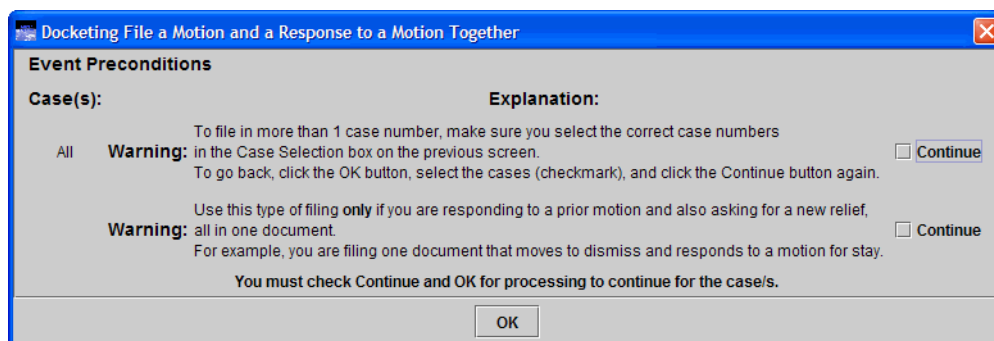 Docketing File a Motion and a Response to a Motion Together
Event Preconditions
Case(s): Explanation:
To file in more than 1 case number, make sure you select the correct case numbers
All Warning: in the Case Selection box on the previous screen. Continue
To go back, click the OK button, select the cases (checkmark), and click the Continue button again.
Use this type of filing only if you are responding to a prior motion and also asking for a new relief,
Warning: all in one document. Continue
For example, you are filing one document that moves to dismiss and responds to a motion for stay.
You must check Continue and OK for processing to continue for the case/s.
OK